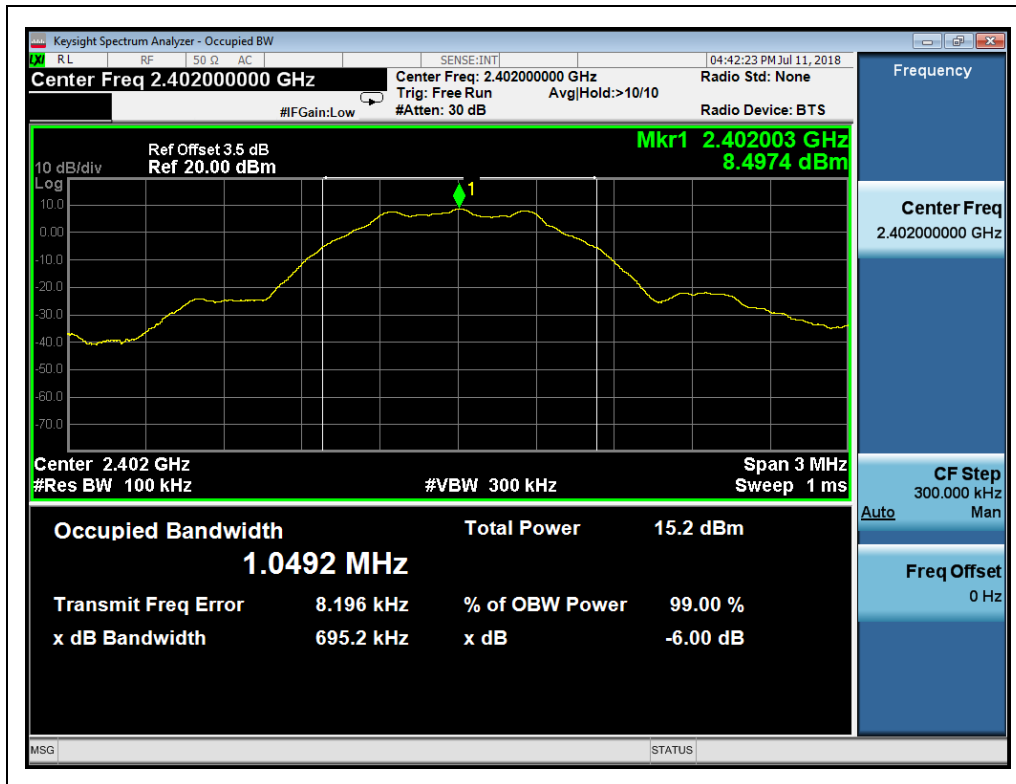 Keysight Spectrum Analyzer - Occupied BW
LXI RL RF 50 Ω AC SENSE:INT 04:42:23 PM Jul 11, 2018
Center Freq 2.402000000 GHz
Center Freq: 2.402000000 GHz Radio Std: None
Trig: Free Run Avg|Hold:>10/10
#IFGain:Low #Atten: 30 dB Radio Device: BTS
Ref Offset 3.5 dB
10 dB/div Ref 20.00 dBm
Mkr1 2.402003 GHz
8.4974 dBm
Log
1
10.0
0.00
-10.0
-20.0
-30.0
-40.0
-50.0
-60.0
-70.0
Center 2.402 GHz Span 3 MHz
#Res BW 100 kHz #VBW 300 kHz Sweep 1 ms
Occupied Bandwidth Total Power 15.2 dBm
1.0492 MHz
Transmit Freq Error 8.196 kHz % of OBW Power 99.00 %
x dB Bandwidth 695.2 kHz x dB -6.00 dB
MSG STATUS
Frequency
Center Freq
2.402000000 GHz
CF Step
300.000 kHz
Auto Man
Freq Offset
0 Hz